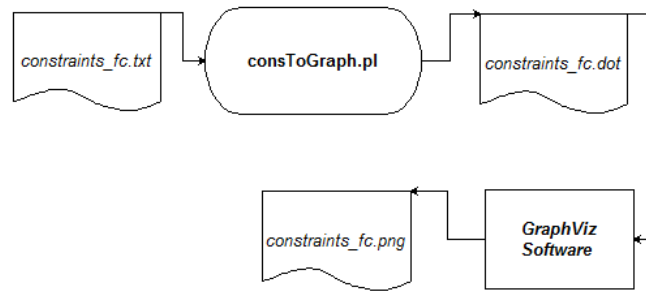 constraints_fc.txt
consToGraph.pl
constraints_fc.dot
constraints_fc.png
GraphViz
Software